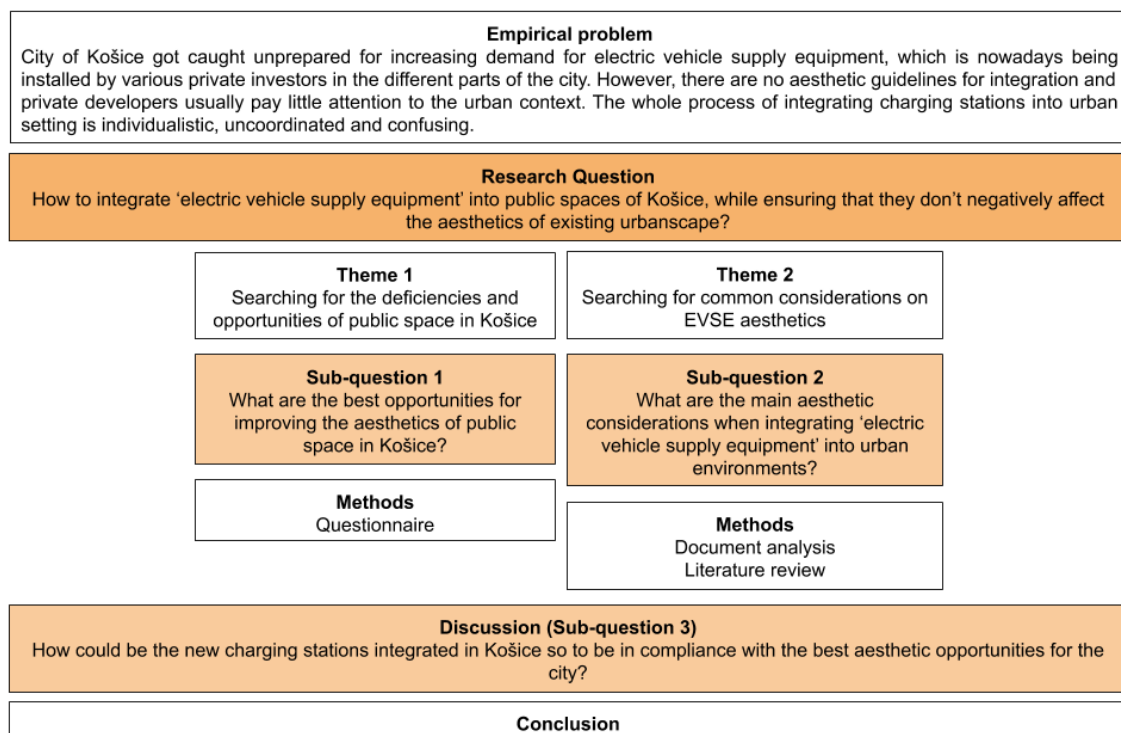 Empirical problem
City of Košice got caught unprepared for increasing demand for electric vehicle supply equipment, which is nowadays being
installed by various private investors in the different parts of the city. However, there are no aesthetic guidelines for integration and
private developers usually pay little attention to the urban context. The whole process of integrating charging stations into urban
setting is individualistic, uncoordinated and confusing.
Research Question
How to integrate ‘electric vehicle supply equipment’ into public spaces of Košice, while ensuring that they don’t negatively affect
the aesthetics of existing urbanscape?
Theme 1
Searching for the deficiencies and
opportunities of public space in Košice
Theme 2
Searching for common considerations on
EVSE aesthetics
Sub-question 1
What are the best opportunities for
improving the aesthetics of public
space in Košice?
Sub-question 2
What are the main aesthetic
considerations when integrating ‘electric
vehicle supply equipment’ into urban
environments?
Methods
Questionnaire
Methods
Document analysis
Literature review
Discussion (Sub-question 3)
How could be the new charging stations integrated in Košice so to be in compliance with the best aesthetic opportunities for the
city?
Conclusion